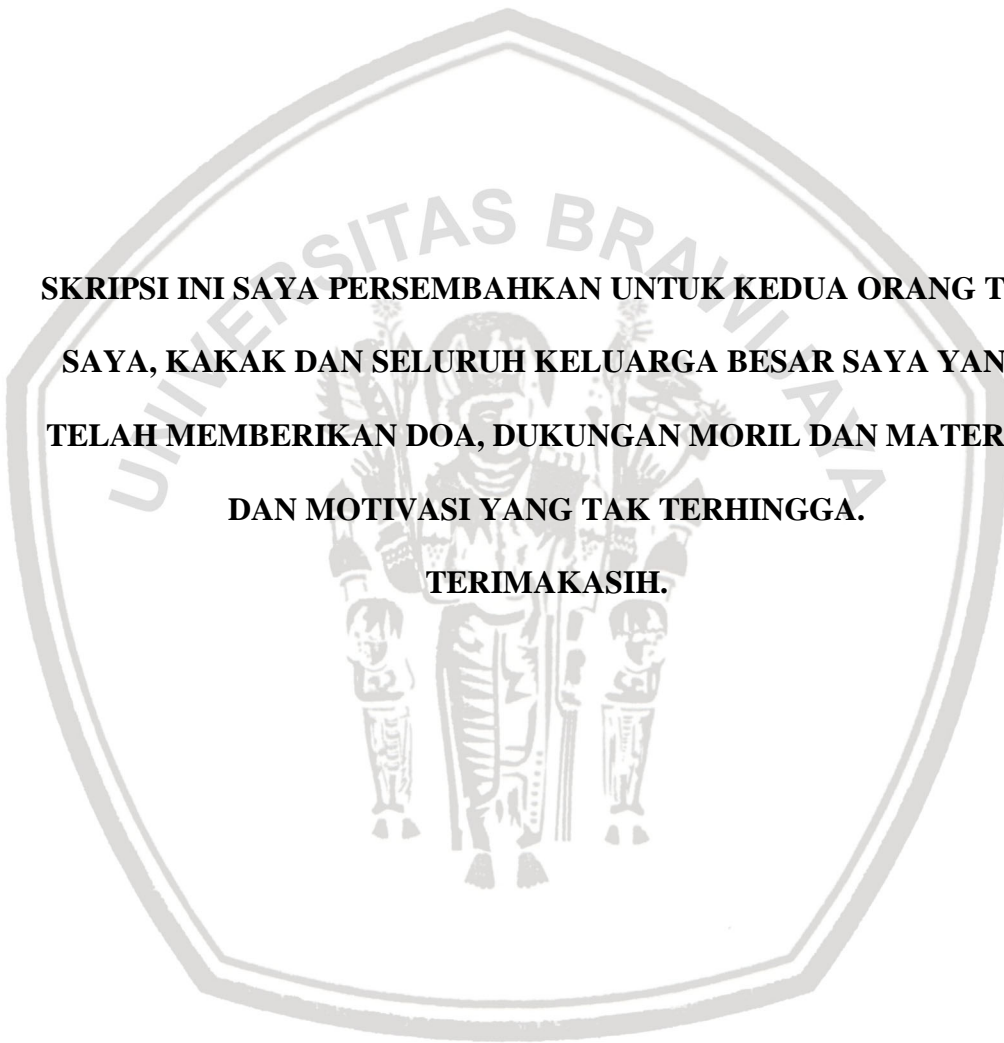 UNIVERSITAS BRAWIJAYA
SKRIPSI INI SAYA PERSEMBAHKAN UNTUK KEDUA ORANG T
SAYA, KAKAK DAN SELURUH KELUARGA BESAR SAYA YAN
TELAH MEMBERIKAN DOA, DUKUNGAN MORIL DAN MATER
DAN MOTIVASI YANG TAK TERHINGGA.
TERIMAKASIH.